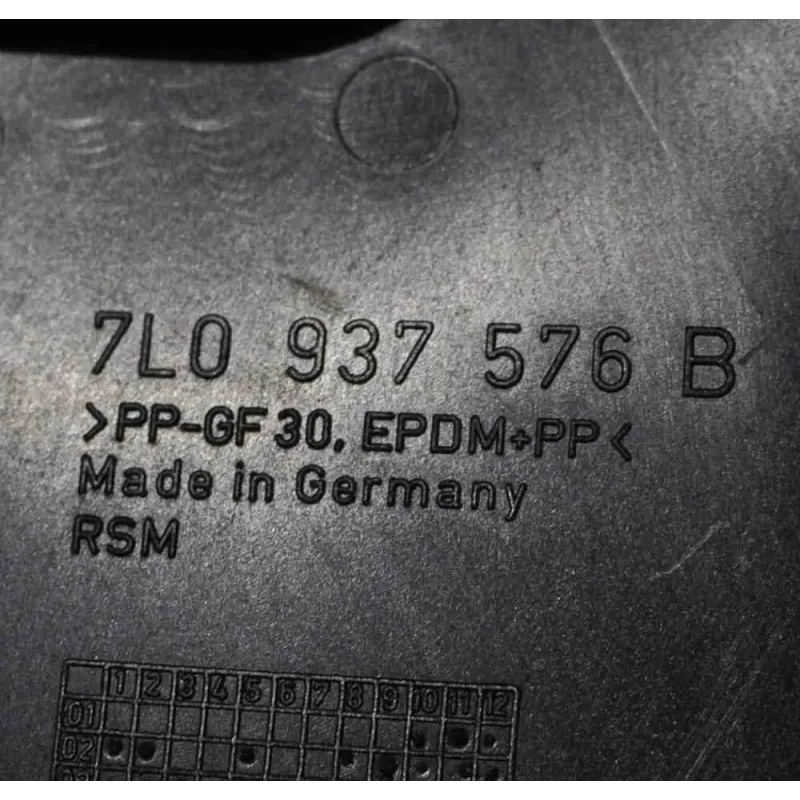 7L0 937 576 B
>PP-GF30, EPDM+PP<
Made in Germany
RSM
1 2 3 4 5 6 7 8 9 10 11 12
01
02